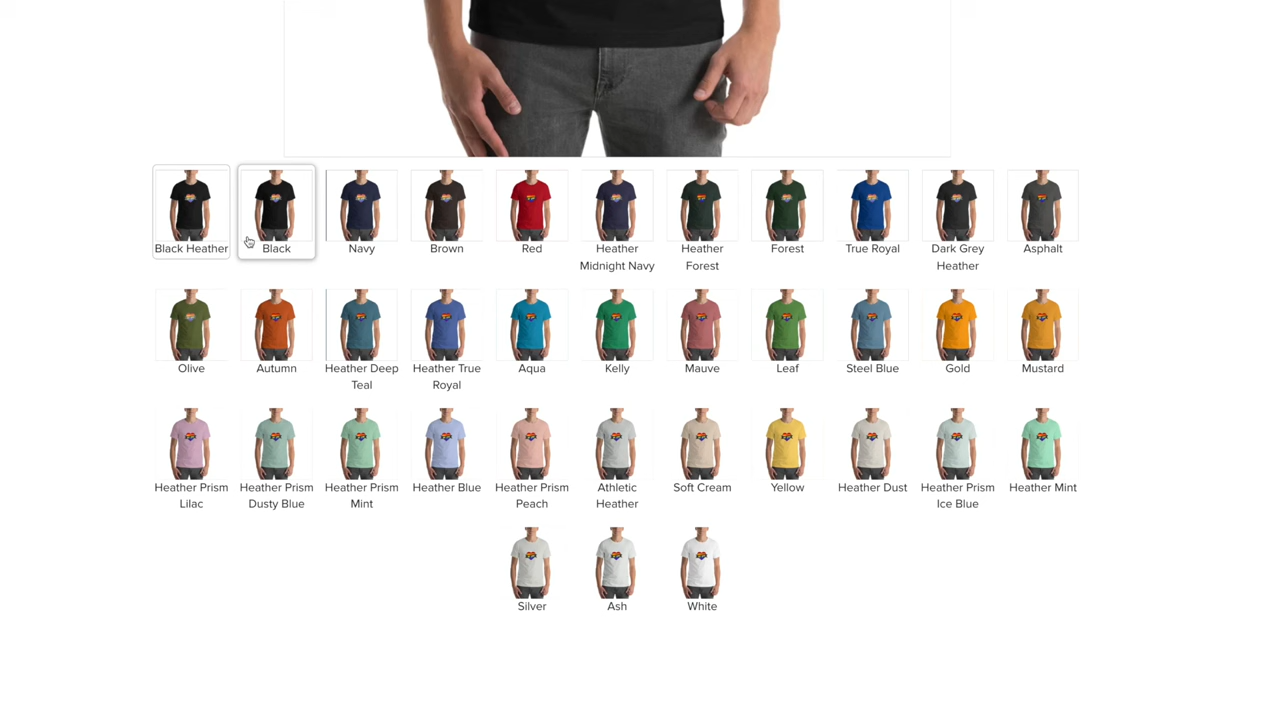 Black Heather
Black
Navy
Brown
Red
Heather
Midnight Navy
Heather
Forest
Forest
True Royal
Dark Grey
Heather
Asphalt
Olive
Autumn
Heather Deep
Teal
Heather True
Royal
Aqua
Kelly
Mauve
Leaf
Steel Blue
Gold
Mustard
Heather Prism
Lilac
Heather Prism
Dusty Blue
Heather Prism
Mint
Heather Blue
Heather Prism
Peach
Athletic
Heather
Soft Cream
Yellow
Heather Dust
Heather Prism
Ice Blue
Heather Mint
Silver
Ash
White